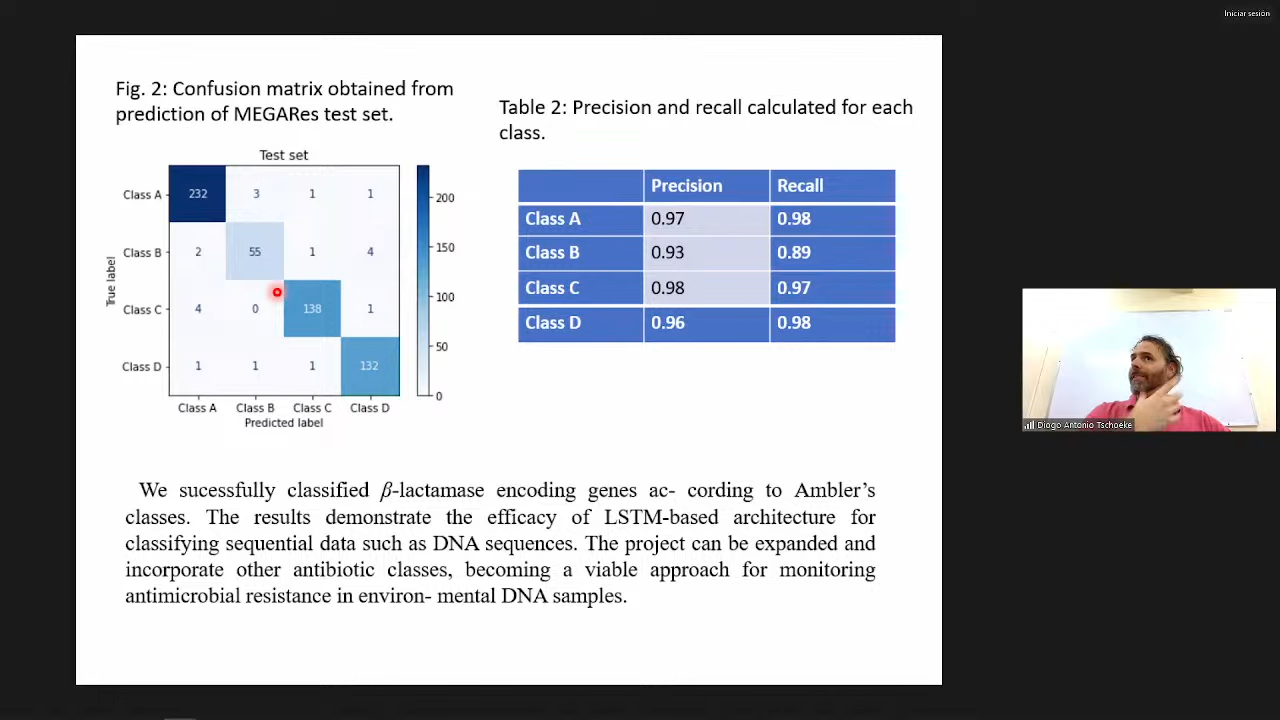 Iniciar sesión
Fig. 2: Confusion matrix obtained from
prediction of MEGARes test set.
Test set
True label
Class A 232 3 1 1
Class B 2 55 1 4
Class C 4 0 138 1
Class D 1 1 1 132
Class A Class B Class C Class D
Predicted label
200
150
100
50
0
Table 2: Precision and recall calculated for each
class.
Precision Recall
Class A 0.97 0.98
Class B 0.93 0.89
Class C 0.98 0.97
Class D 0.96 0.98
We sucessfully classified β-lactamase encoding genes ac- cording to Ambler’s
classes. The results demonstrate the efficacy of LSTM-based architecture for
classifying sequential data such as DNA sequences. The project can be expanded and
incorporate other antibiotic classes, becoming a viable approach for monitoring
antimicrobial resistance in environ- mental DNA samples.
Diogo Antonio Tschoeke